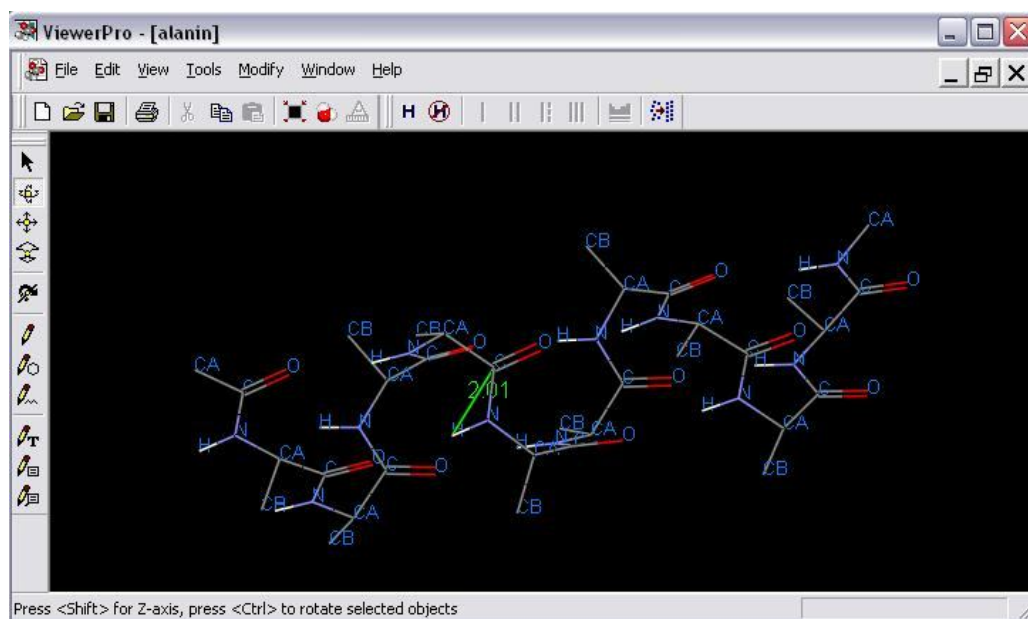 ViewerPro - [alanin]
File Edit View Tools Modify Window Help
H H
T
CA
CB
H N
C O
CB CA
C O
H N CA
CB
C O
H N CA
CB
CB CB CA O
H N C
CA C O
CA O
C
2.01
H N
H N C O
H N
CA
CB CA
H N C O
CB
C O
H N CA
CB
C O
H N
CA
CB
CB
H N
CA
CB
Press <Shift> for Z-axis, press <Ctrl> to rotate selected objects